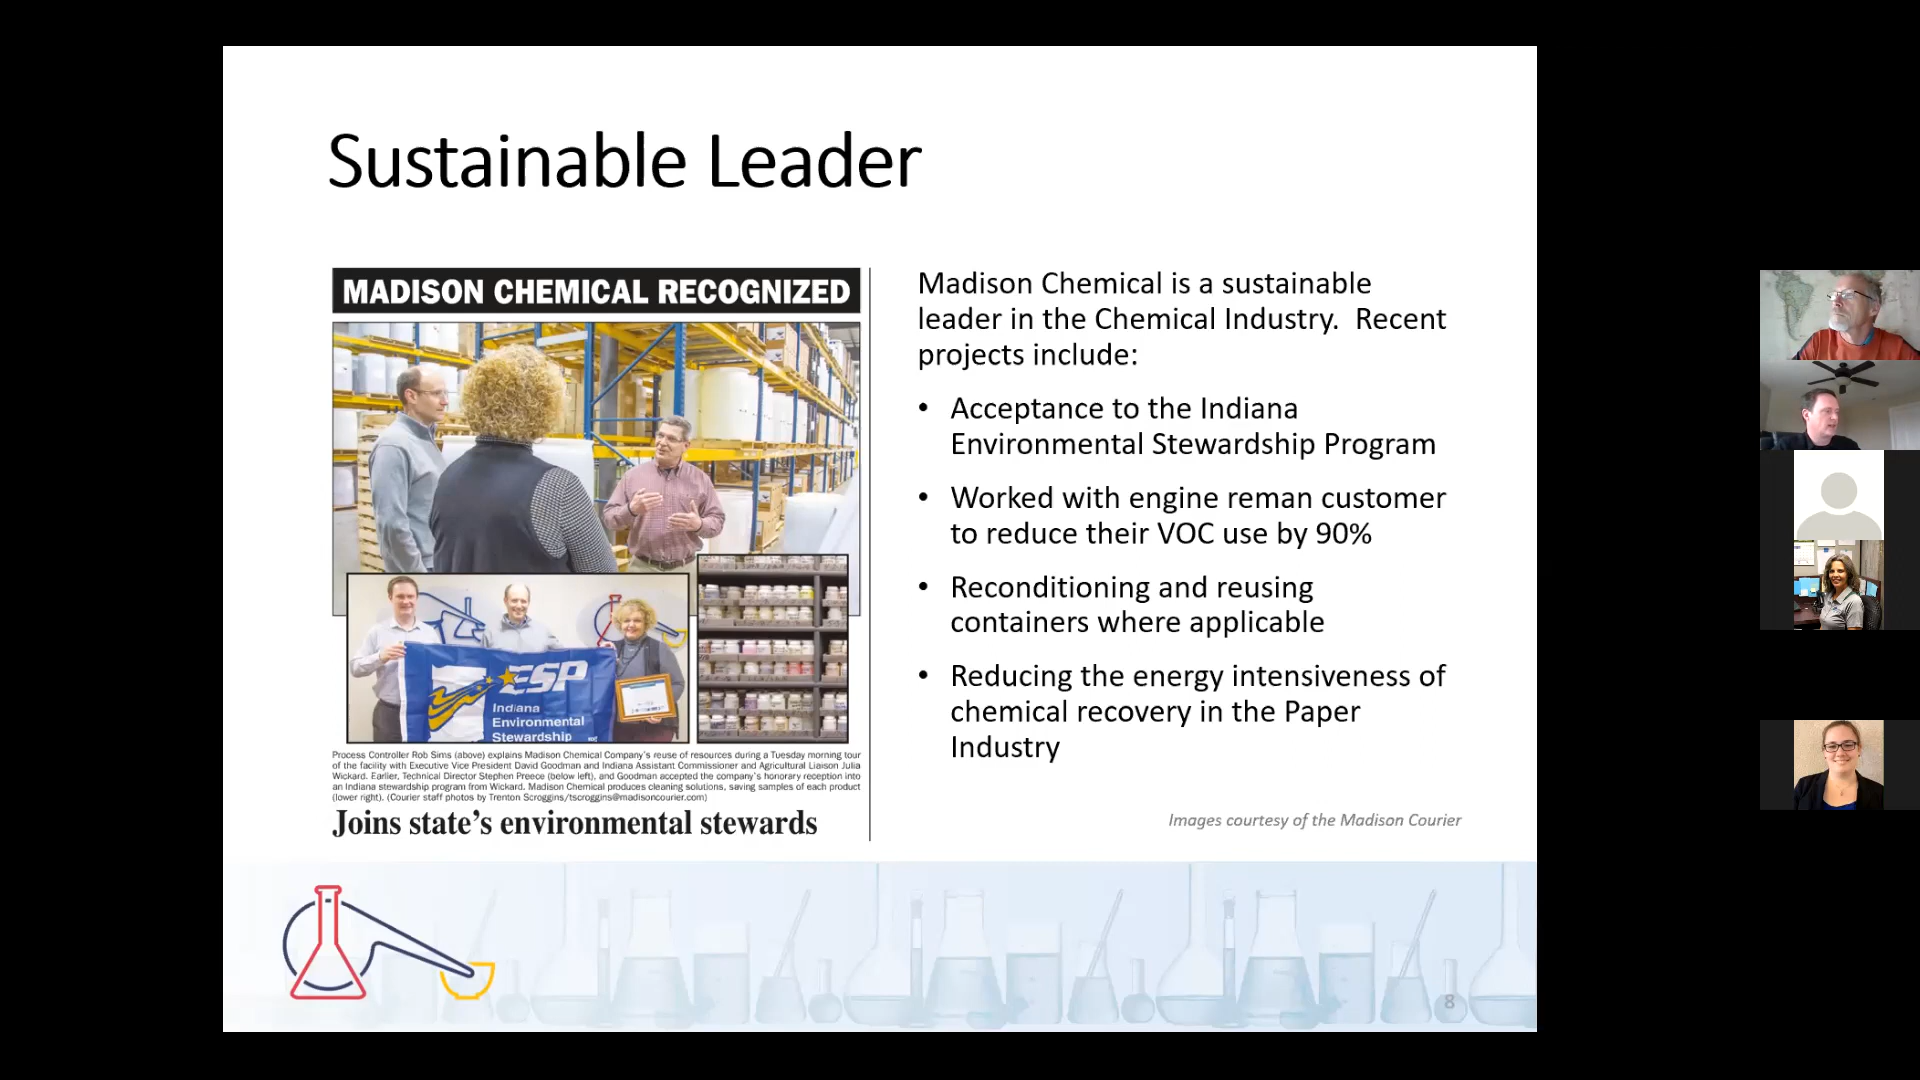 Sustainable Leader
MADISON CHEMICAL RECOGNIZED
ESP
Indiana
Environmental
Stewardship
Process Controller Rob Sims (above) explains Madison Chemical Company's reuse of resources during a Tuesday morning tour
of the facility with Executive Vice President David Goodman and Indiana Assistant Commissioner and Agricultural Liaison Julia
Wickard. Earlier, Technical Director Stephen Preece (below left), and Goodman accepted the company's honorary reception into
an Indiana stewardship program from Wickard. Madison Chemical produces cleaning solutions, saving samples of each product
(lower right). (Courier staff photos by Trenton Scroggins/tscroggins@madisoncourier.com)
Joins state's environmental stewards
Madison Chemical is a sustainable
leader in the Chemical Industry. Recent
projects include:
• Acceptance to the Indiana
Environmental Stewardship Program
• Worked with engine reman customer
to reduce their VOC use by 90%
• Reconditioning and reusing
containers where applicable
• Reducing the energy intensiveness of
chemical recovery in the Paper
Industry
Images courtesy of the Madison Courier
8